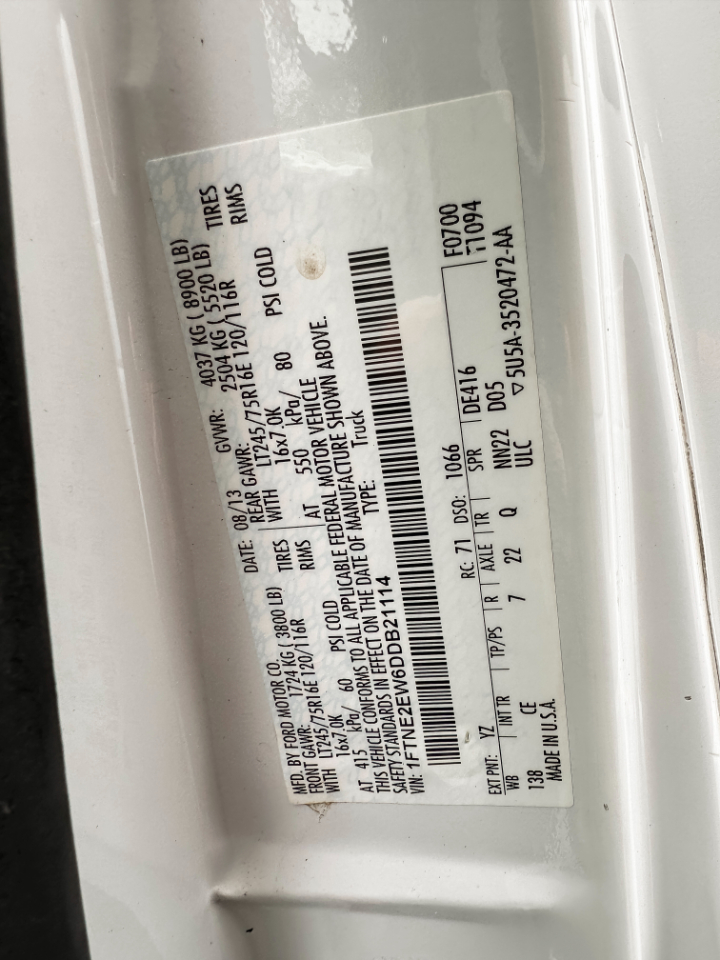 MFD. BY FORD MOTOR CO.
DATE: 08/13 GVWR: 4037 KG ( 8900 LB)
FRONT GAWR: 1724 KG ( 3800 LB) REAR GAWR: 2504 KG ( 5520 LB)
WITH LT245/75R16E 120/116R TIRES WITH LT245/75R16E 120/116R TIRES
16x7.0K RIMS 16x7.0K RIMS
AT 415 kPa/ 60 PSI COLD AT 550 kPa/ 80 PSI COLD
THIS VEHICLE CONFORMS TO ALL APPLICABLE FEDERAL MOTOR VEHICLE
SAFETY STANDARDS IN EFFECT ON THE DATE OF MANUFACTURE SHOWN ABOVE.
VIN: 1FTNE2EW6DDB21114 TYPE: Truck
F0700
T1094
EXT PNT: YZ RC: 71 DSO: 1066
WB INT TR TP/PS R AXLE TR SPR DE416
138 CE 7 22 Q NN22 D05
MADE IN U.S.A. ULC ▽5U5A-3520472-AA